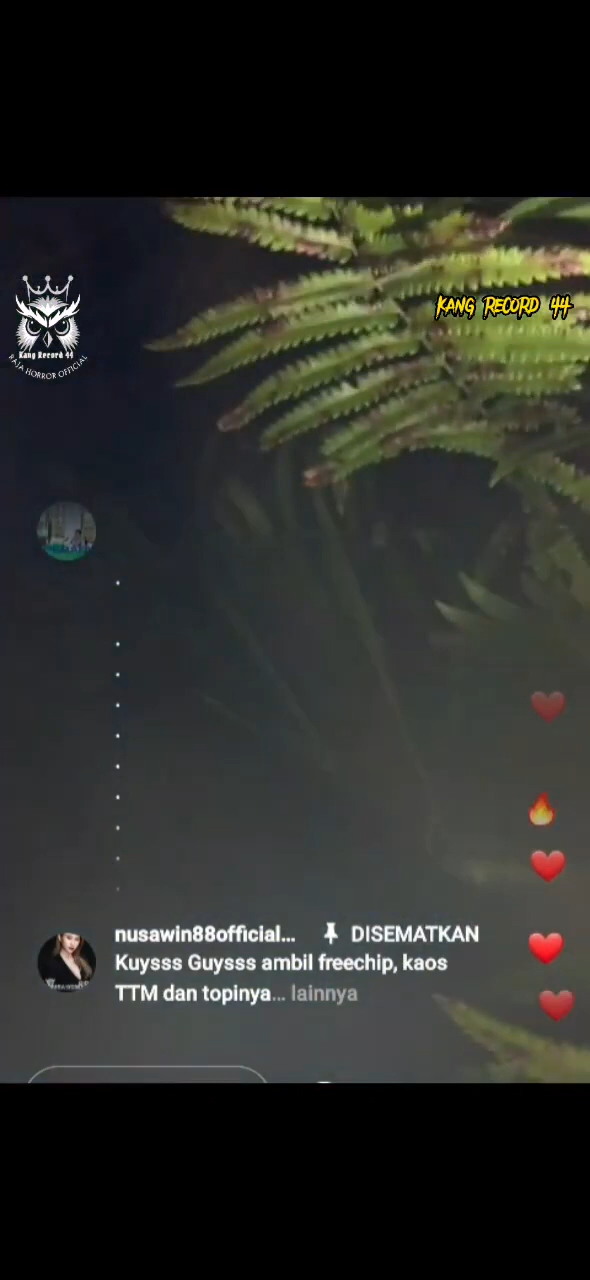 Kang Record 44
Kang Record 44
RAJA HORROR OFFICIAL
nusawin88official... DISEMATKAN
Kuysss Guysss ambil freechip, kaos
TTM dan topinya... lainnya